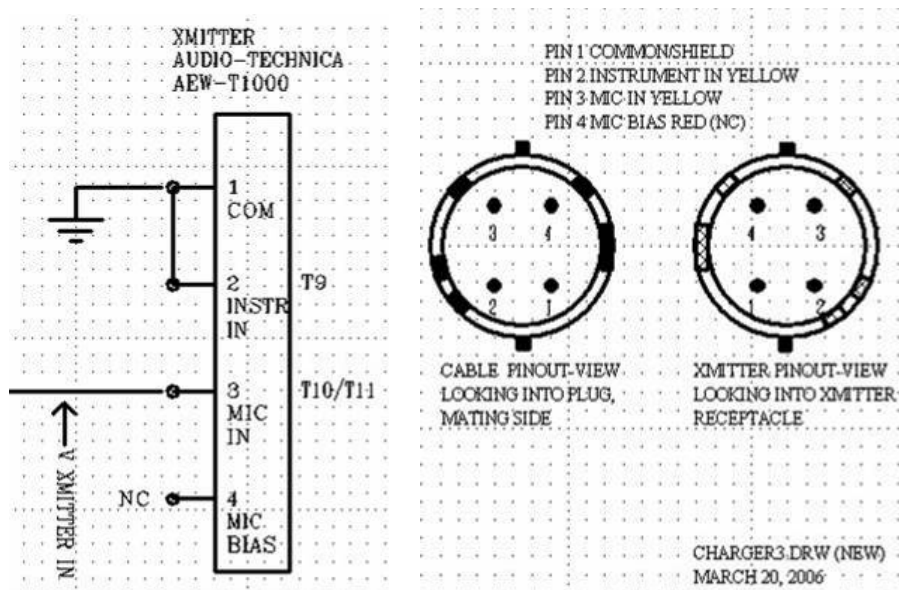 XMITTER
AUDIO-TECHNICA
AEW-T1000
1
COM
2
T9
INSTR
IN
3
T10/T11
MIC
IN
NC
4
MIC
BIAS
V XMITTER IN
PIN 1 COMMON/SHIELD
PIN 2 INSTRUMENT IN YELLOW
PIN 3 MIC IN YELLOW
PIN 4 MIC BIAS RED (NC)
3 4
2 1
4 3
1 2
CABLE PINOUT-VIEW
LOOKING INTO PLUG,
MATING SIDE
XMITTER PINOUT-VIEW
LOOKING INTO XMITTER
RECEPTACLE
CHARGER3.DRW (NEW)
MARCH 20, 2006